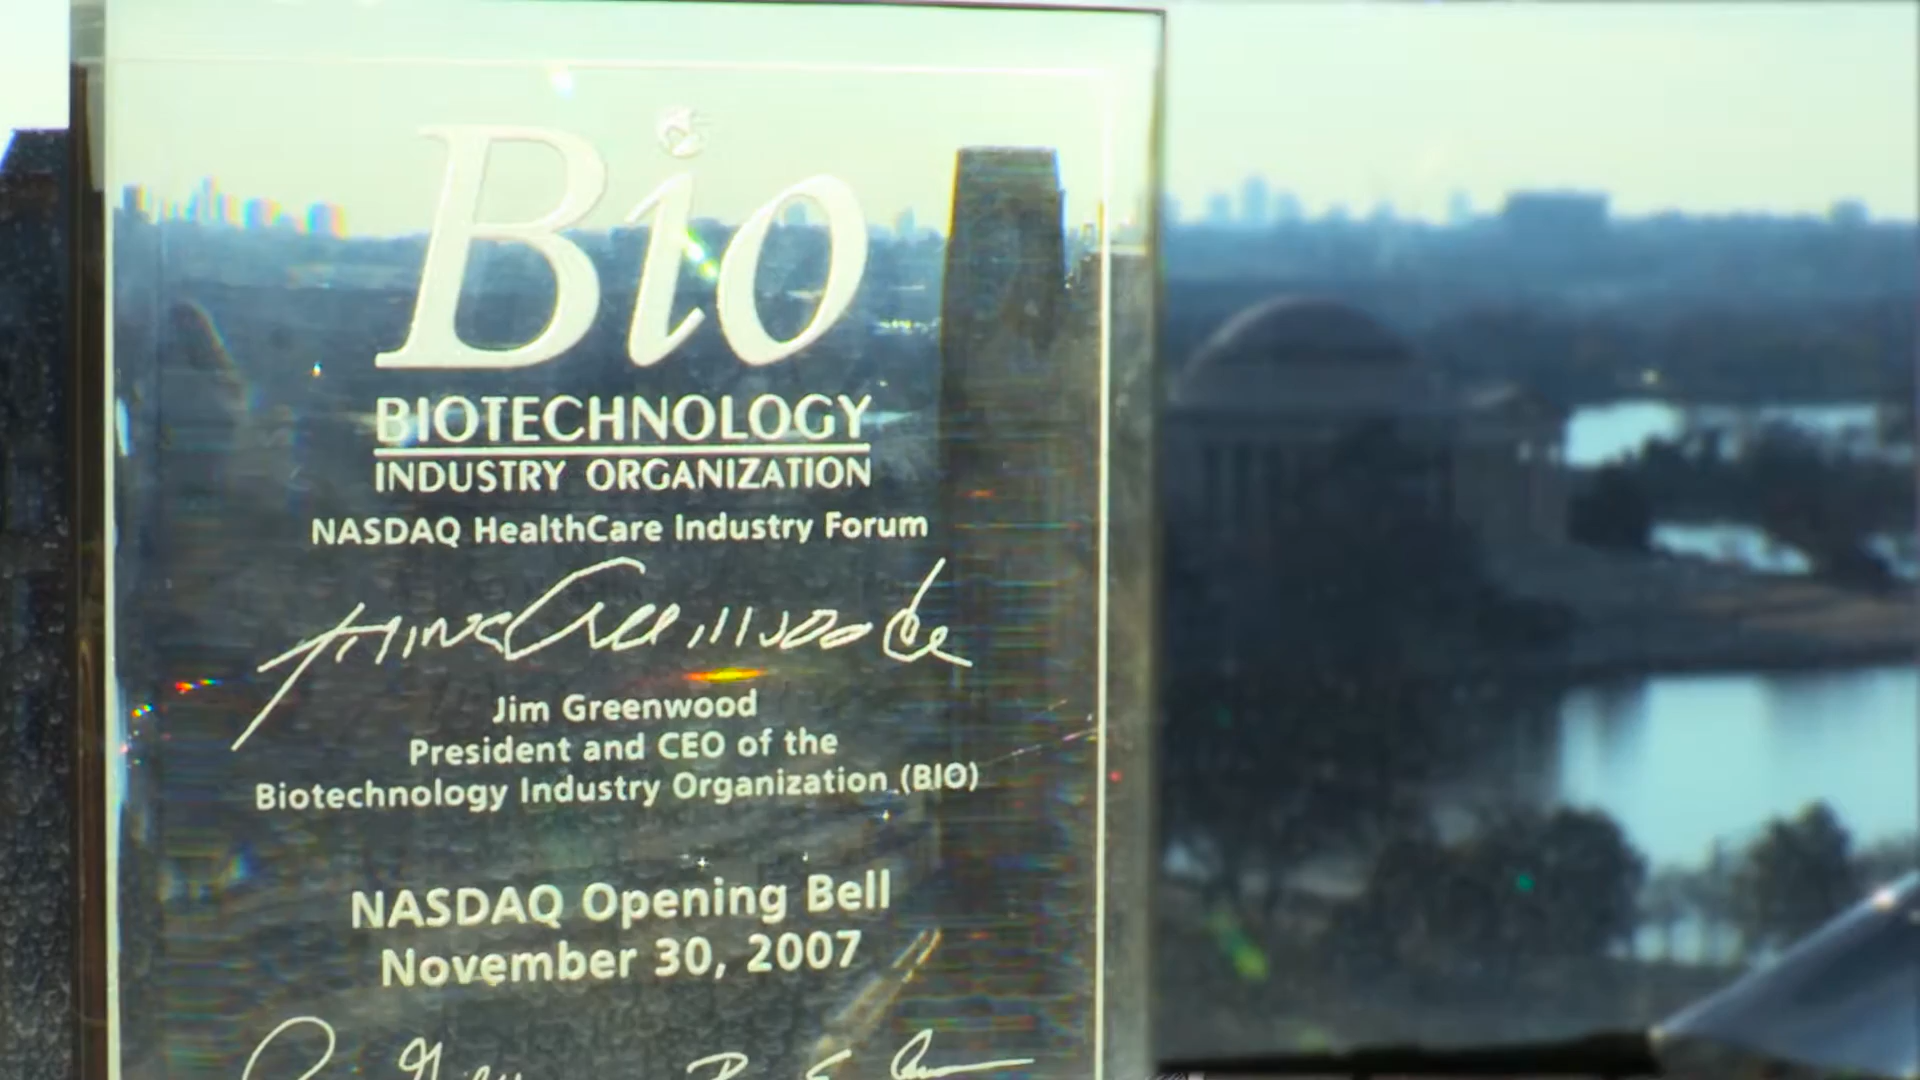 Bio
BIOTECHNOLOGY
INDUSTRY ORGANIZATION
NASDAQ HealthCare Industry Forum
Jim Greenwood
President and CEO of the
Biotechnology Industry Organization (BIO)
NASDAQ Opening Bell
November 30, 2007